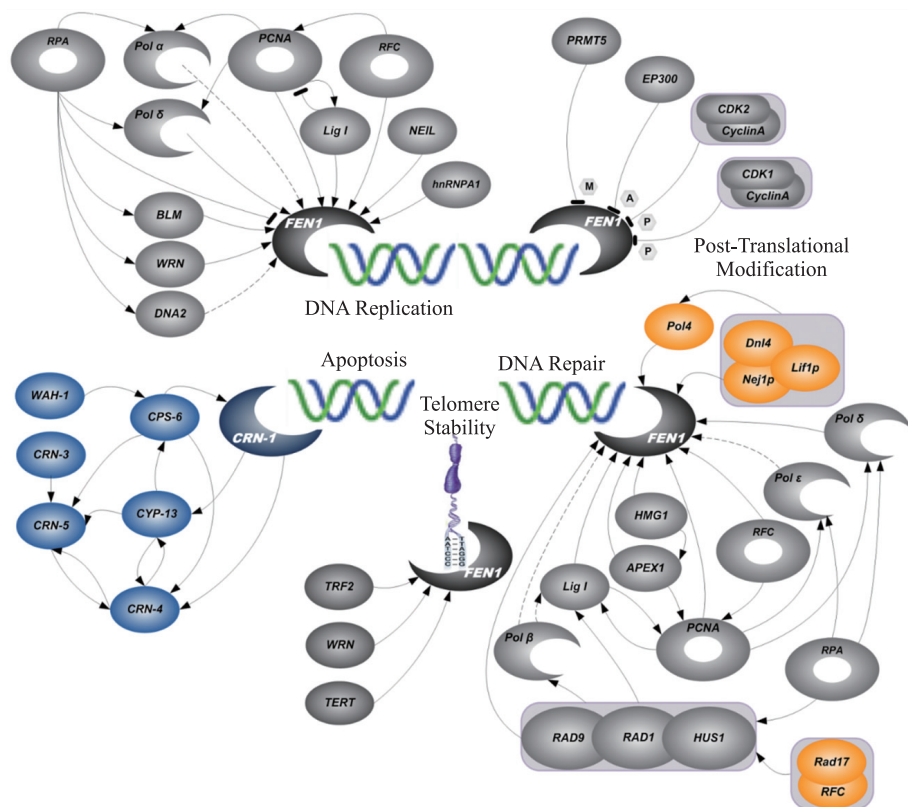 RPA
Pol α
PCNA
RFC
Pol δ
Lig I
NEIL
hnRNPA1
BLM
WRN
DNA2
FEN1
DNA Replication
PRMT5
EP300
CDK2
CyclinA
CDK1
CyclinA
M
A
P
P
FEN1
Post-Translational
Modification
Apoptosis
WAH-1
CPS-6
CRN-1
CRN-3
CRN-5
CYP-13
CRN-4
Telomere
Stability
FEN1
TRF2
WRN
TERT
DNA Repair
FEN1
Pol4
Dnl4
Nej1p
Lif1p
Pol δ
Pol ε
HMG1
RFC
APEX1
Lig I
PCNA
Pol β
RPA
RAD9
RAD1
HUS1
Rad17
RFC